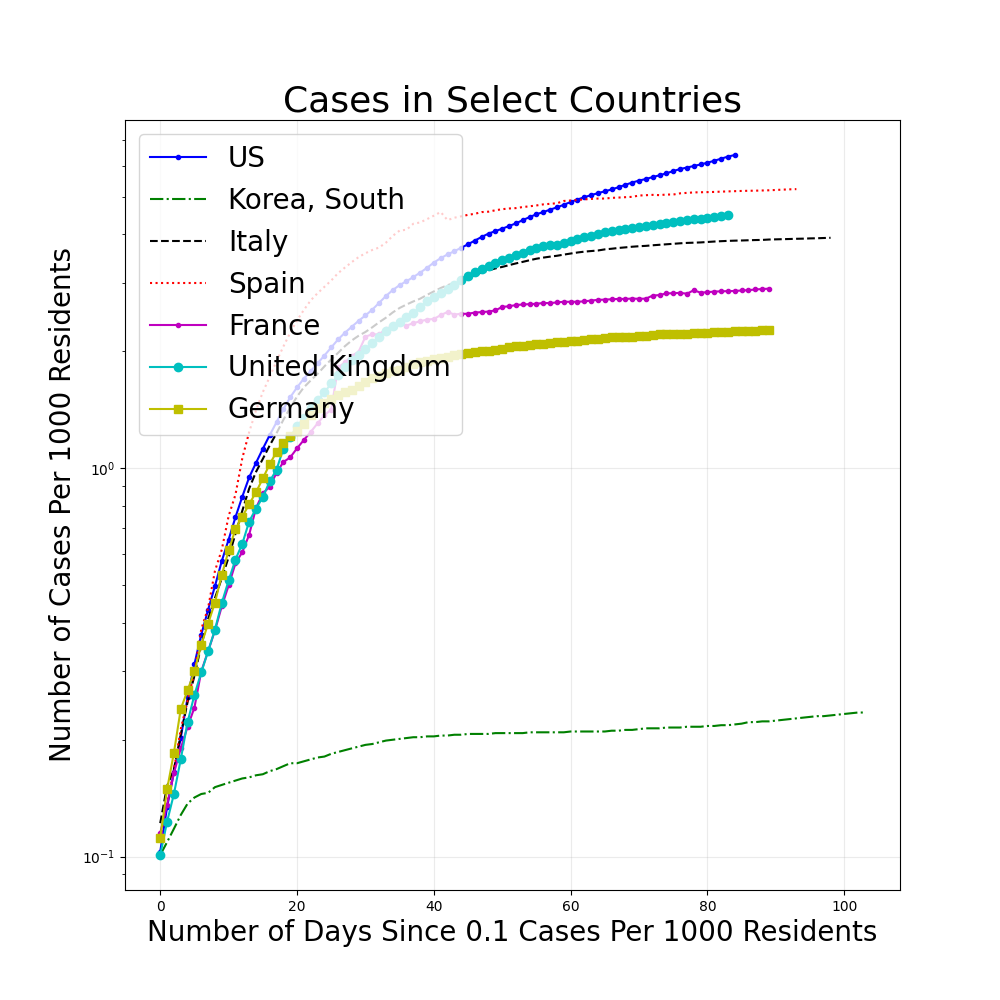 Cases in Select Countries
US
Korea, South
Italy
Spain
France
United Kingdom
Germany
Number of Cases Per 1000 Residents
10⁰
10⁻¹
0 20 40 60 80 100
Number of Days Since 0.1 Cases Per 1000 Residents